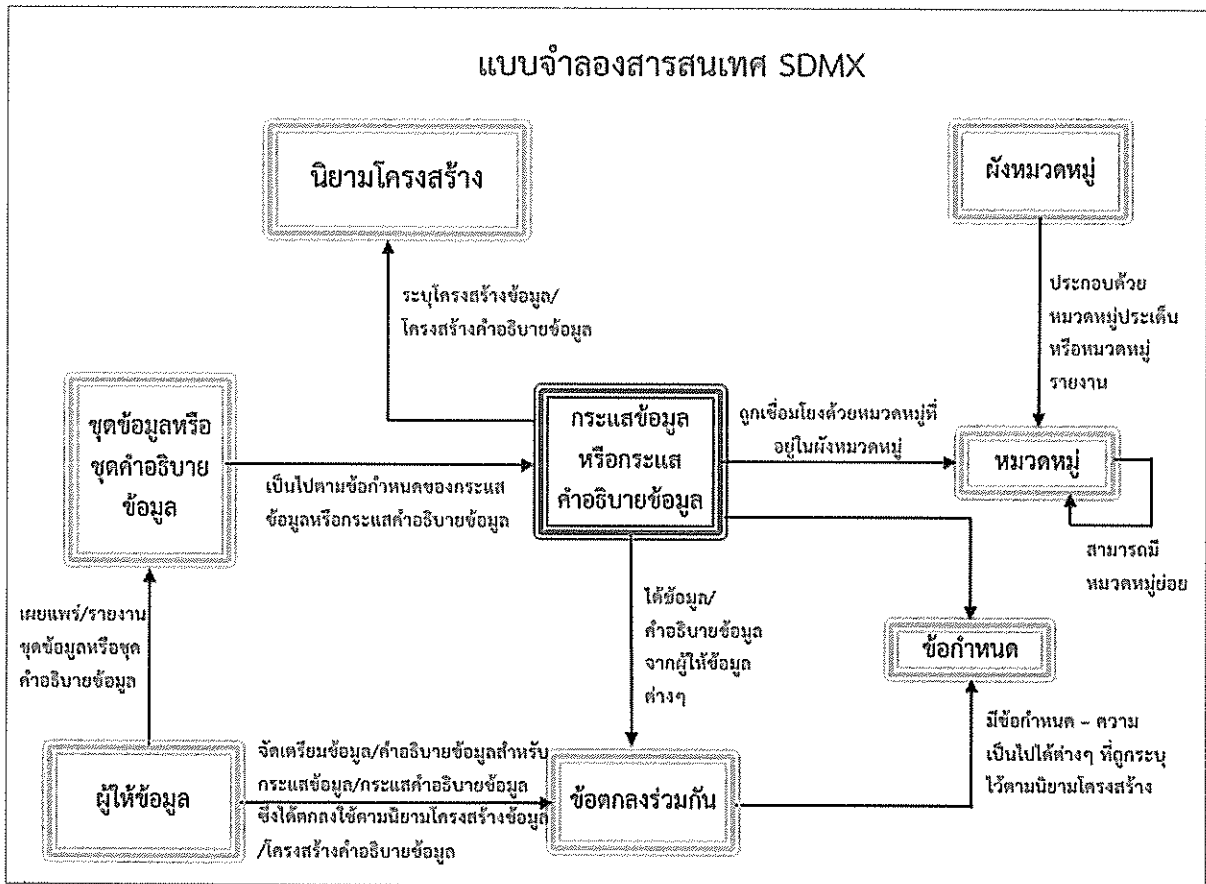 แบบจำลองสารสนเทศ SDMX
นิยามโครงสร้าง
ผังหมวดหมู่
ระบุโครงสร้างข้อมูล/
โครงสร้างคำอธิบายข้อมูล
ประกอบด้วย
หมวดหมู่ประเด็น
หรือหมวดหมู่
รายงาน
ชุดข้อมูลหรือ
ชุดคำอธิบาย
ข้อมูล
เป็นไปตามข้อกำหนดของกระแส
ข้อมูลหรือกระแสคำอธิบายข้อมูล
กระแสข้อมูล
หรือกระแส
คำอธิบายข้อมูล
ถูกเชื่อมโยงด้วยหมวดหมู่ที่
อยู่ในผังหมวดหมู่
หมวดหมู่
สามารถมี
หมวดหมู่ย่อย
เผยแพร่/รายงาน
ชุดข้อมูลหรือชุด
คำอธิบายข้อมูล
ได้ข้อมูล/
คำอธิบายข้อมูล
จากผู้ให้ข้อมูล
ต่างๆ
ข้อกำหนด
มีข้อกำหนด – ความ
เป็นไปได้ต่างๆ ที่ถูกระบุ
ไว้ตามนิยามโครงสร้าง
ผู้ให้ข้อมูล
จัดเตรียมข้อมูล/คำอธิบายข้อมูลสำหรับ
กระแสข้อมูล/กระแสคำอธิบายข้อมูล
ซึ่งได้ตกลงใช้ตามนิยามโครงสร้างข้อมูล
/โครงสร้างคำอธิบายข้อมูล
ข้อตกลงร่วมกัน